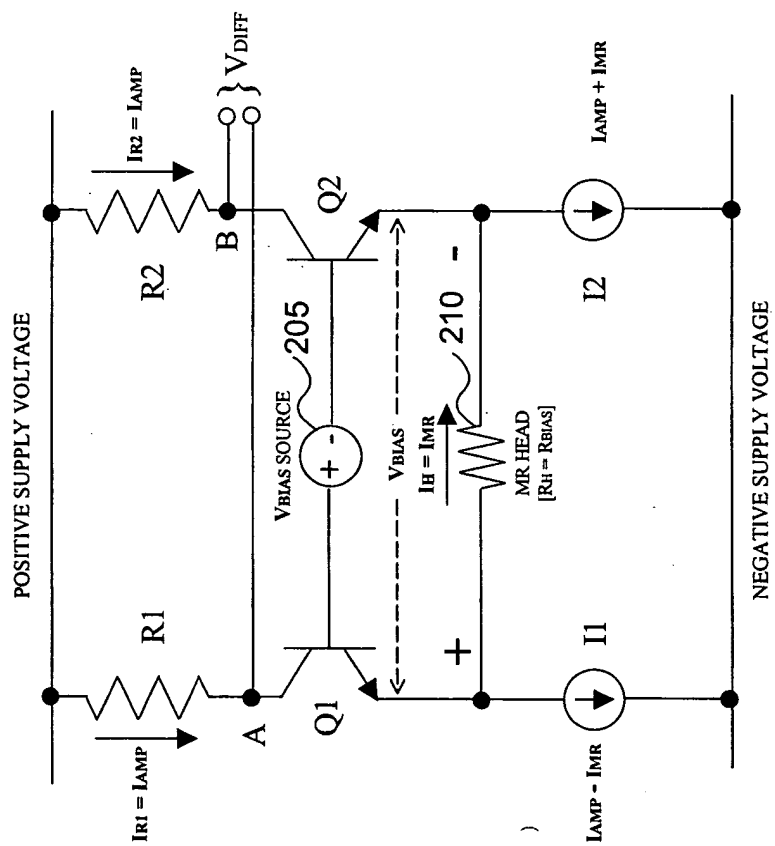 POSITIVE SUPPLY VOLTAGE
IR1 = IAMP
IR2 = IAMP
R1
R2
A
B
VDIFF
VBIAS SOURCE
205
+ -
Q1
Q2
VBIAS
IH = IMR
210
+
-
MR HEAD
[RH = RBIAS]
IAMP - IMR
I1
I2
IAMP + IMR
NEGATIVE SUPPLY VOLTAGE